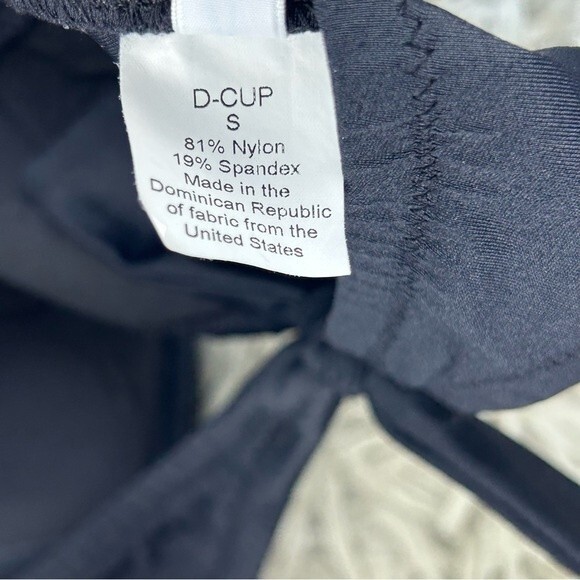 D-CUP
S
81% Nylon
19% Spandex
Made in the
Dominican Republic
of fabric from the
United States